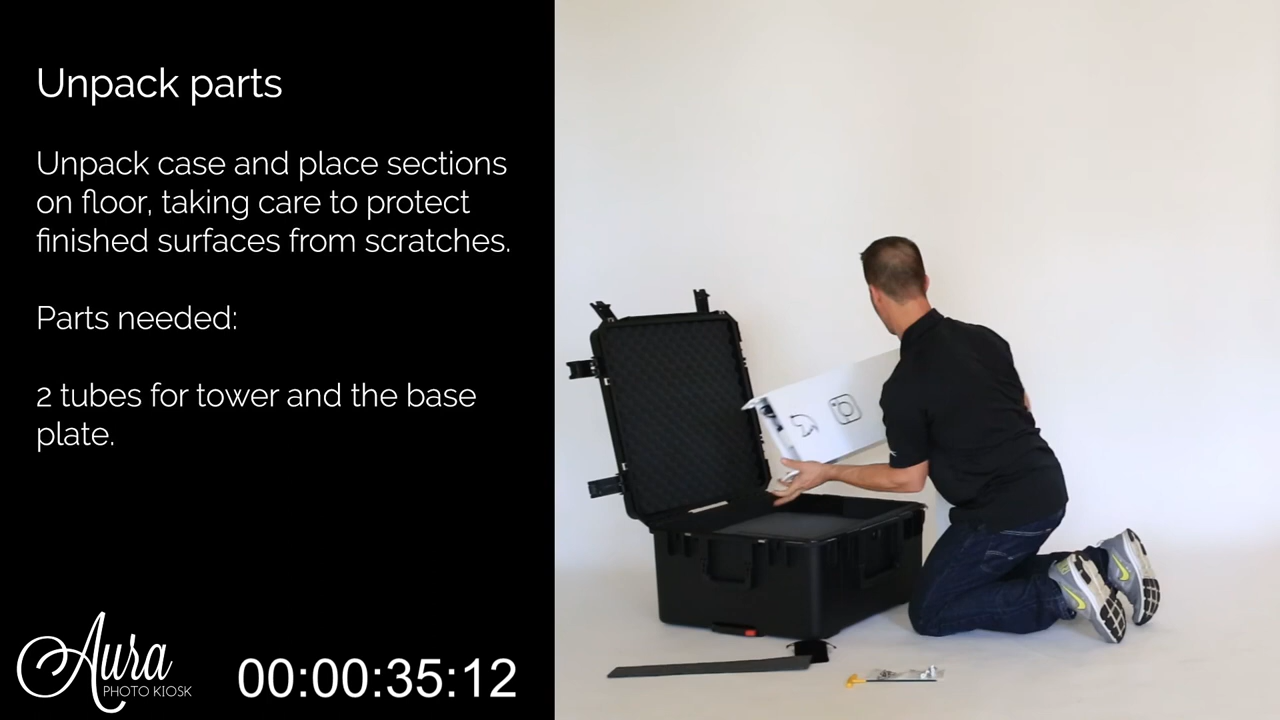 Unpack parts
Unpack case and place sections
on floor, taking care to protect
finished surfaces from scratches.
Parts needed:
2 tubes for tower and the base
plate.
Aura
PHOTO KIOSK
00:00:35:12